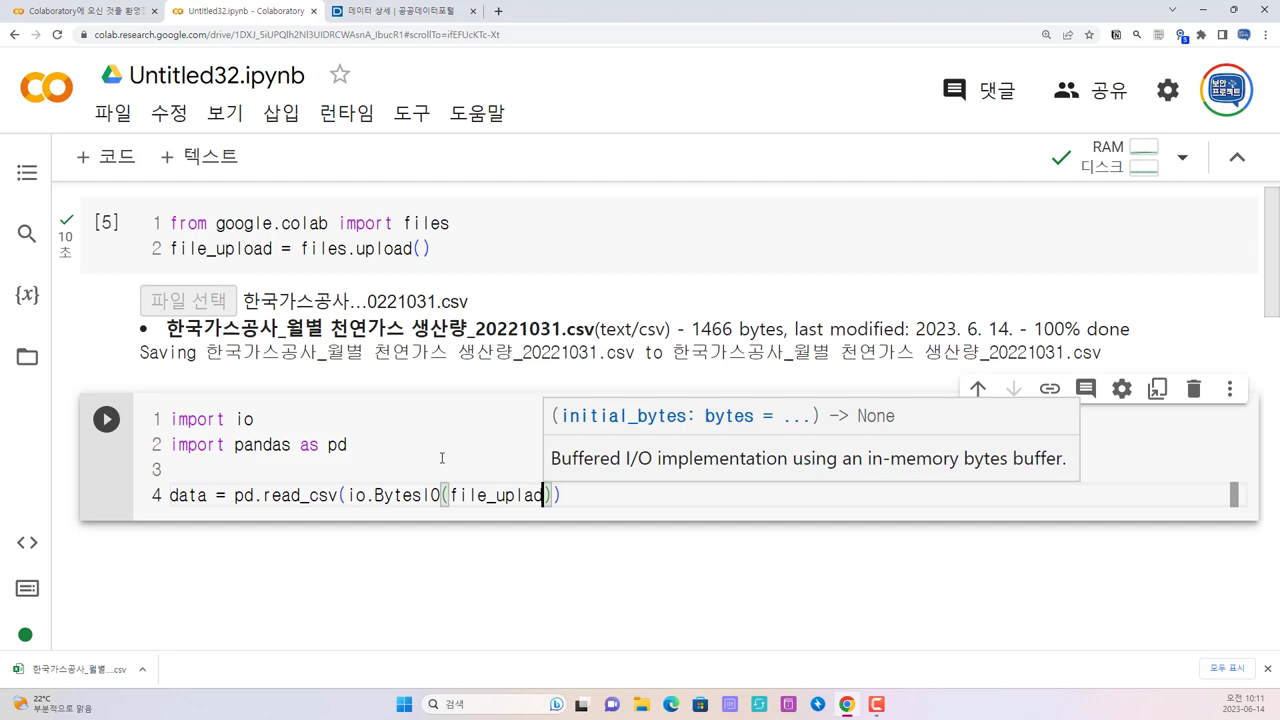 Colaboratory에 오신 것을 환영 Untitled32.ipynb - Colaboratory 데이터 상세 | 공공데이터포털
colab.research.google.com/drive/1DXJ_5iUPQlh2Nl3UIDRCWAsnA_IbucR1#scrollTo=ifEFUcKTc-Xt
Untitled32.ipynb
댓글 공유
파일 수정 보기 삽입 런타임 도구 도움말
+ 코드 + 텍스트
RAM
디스크
[5]
10
초
1 from google.colab import files
2 file_upload = files.upload()
파일 선택 한국가스공사…0221031.csv
• 한국가스공사_월별 천연가스 생산량_20221031.csv(text/csv) - 1466 bytes, last modified: 2023. 6. 14. - 100% done
Saving 한국가스공사_월별 천연가스 생산량_20221031.csv to 한국가스공사_월별 천연가스 생산량_20221031.csv
1 import io
2 import pandas as pd
3
4 data = pd.read_csv(io.BytesIO(file_uplad))
(initial_bytes: bytes = ...) -> None
Buffered I/O implementation using an in-memory bytes buffer.
한국가스공사_월별....csv
모두 표시
22°C
부분적으로 맑음
검색
오전 10:11
2023-06-14